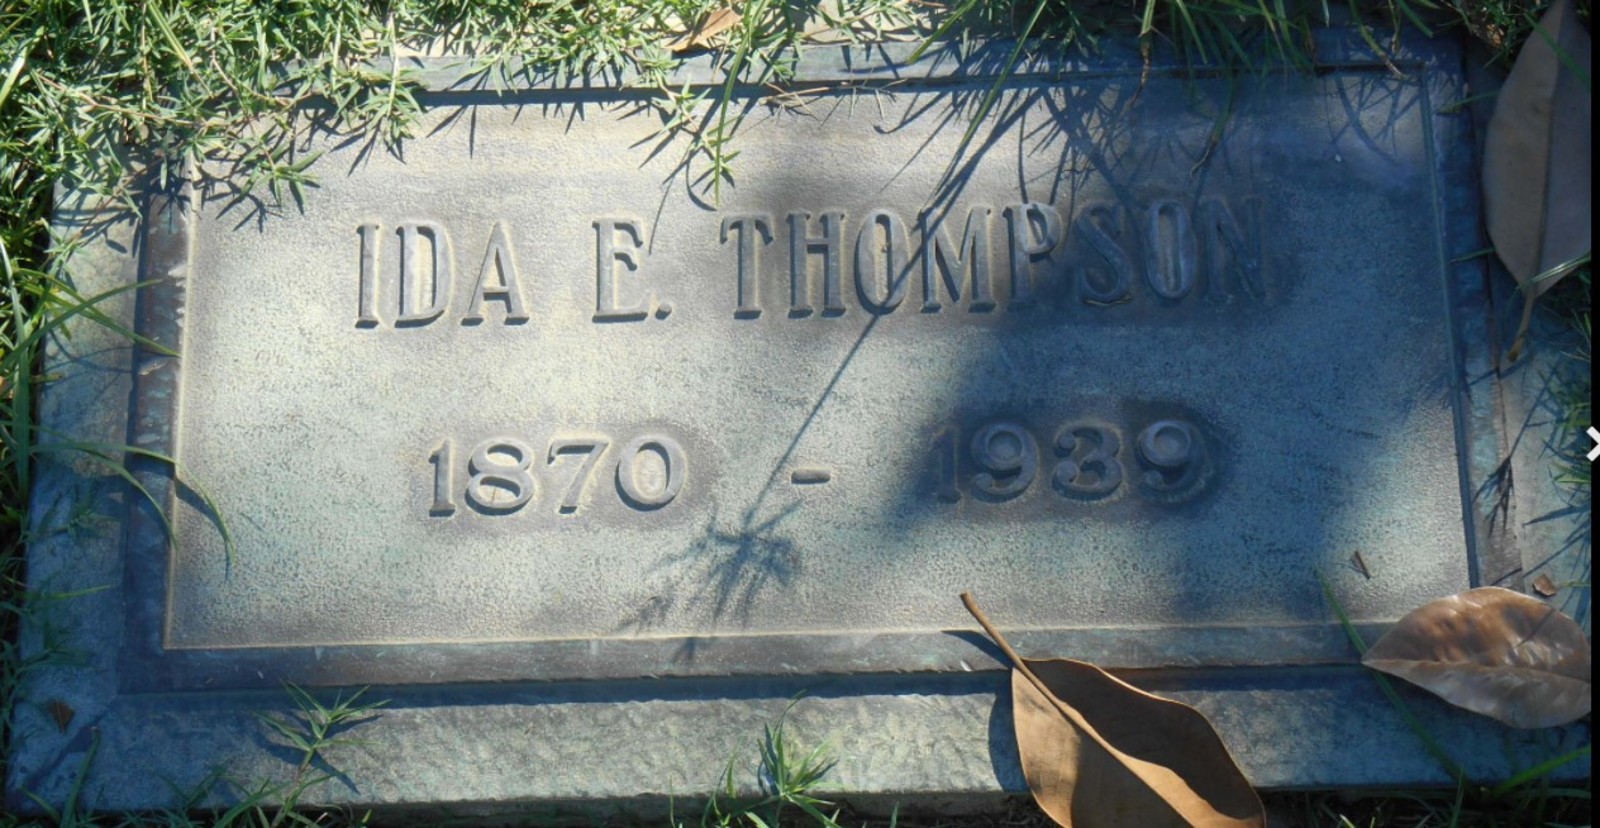 IDA E. THOMPSON
1870 - 1939